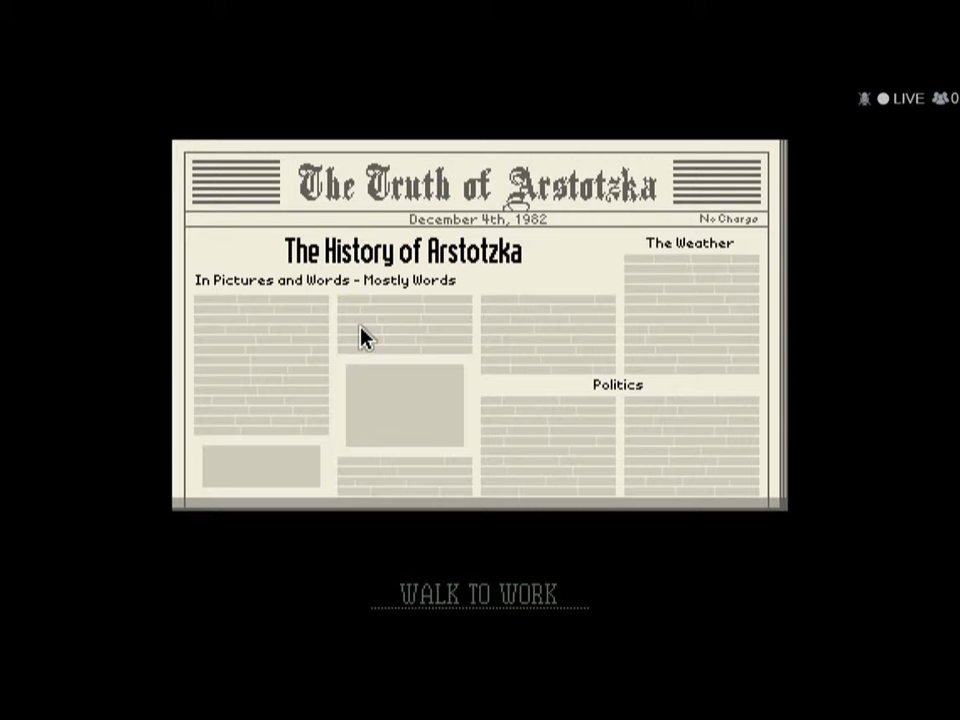 LIVE 0
The Truth of Arstotzka
December 4th, 1982
No Charge
The History of Arstotzka
In Pictures and Words - Mostly Words
The Weather
Politics
WALK TO WORK